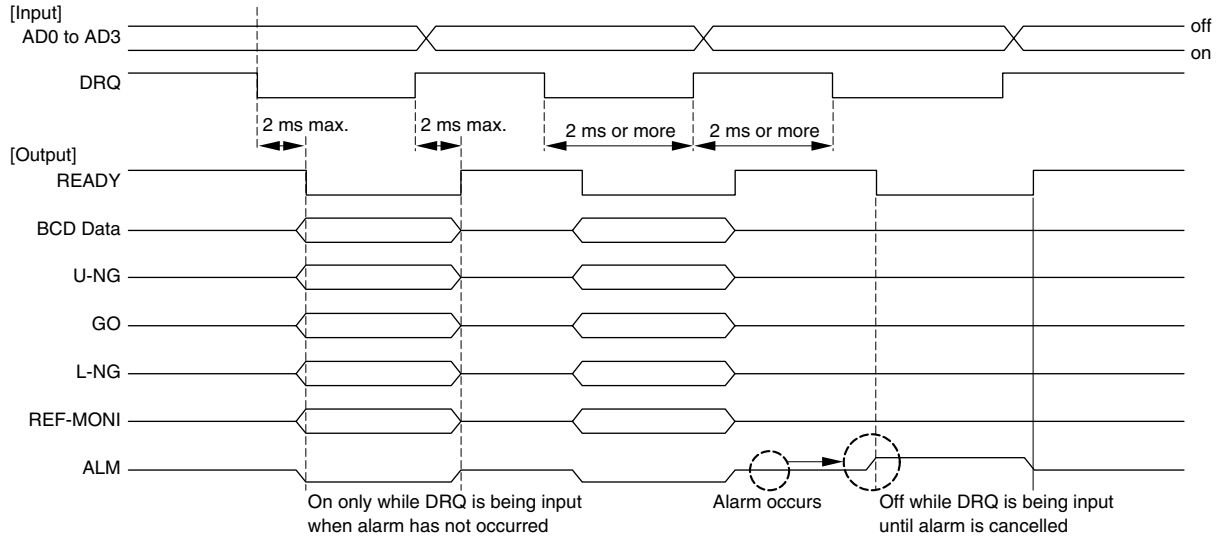 [Input]
AD0 to AD3
off
on
DRQ
2 ms max.
2 ms max.
2 ms or more
2 ms or more
[Output]
READY
BCD Data
U-NG
GO
L-NG
REF-MONI
ALM
On only while DRQ is being input
when alarm has not occurred
Alarm occurs
Off while DRQ is being input
until alarm is cancelled